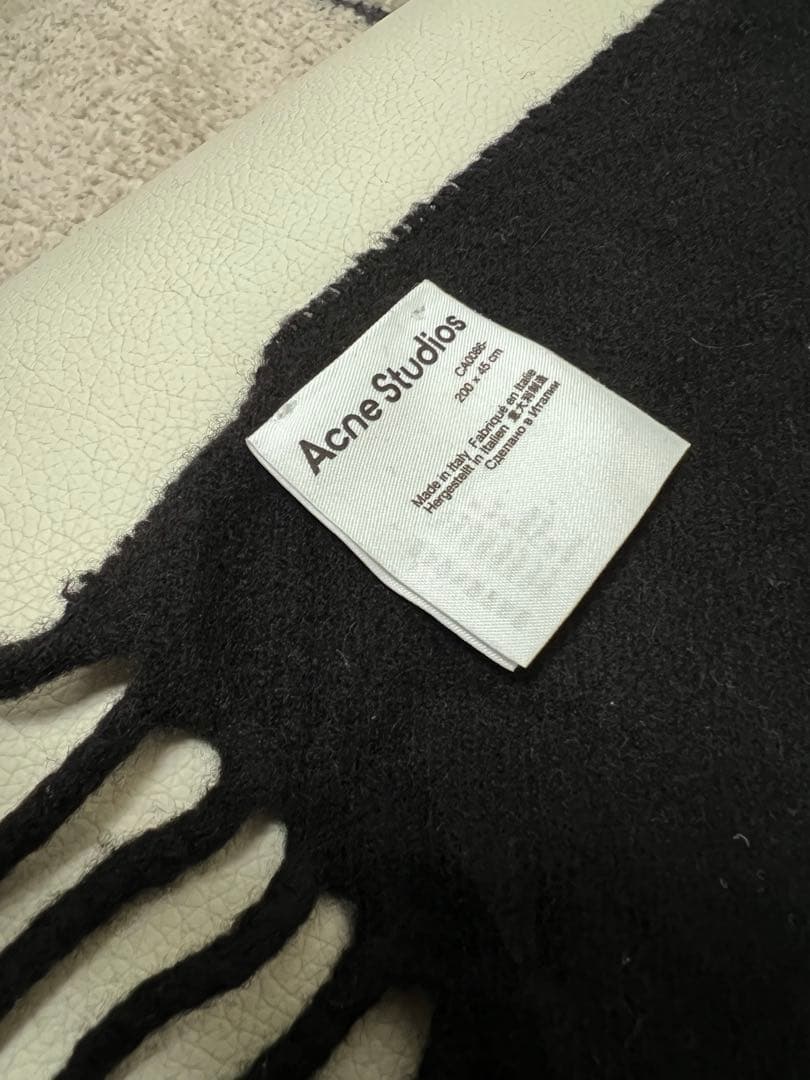 Acne Studios
CA0086-
200 x 45 cm
Made in Italy Fabriqué en Italie
Hergestellt in Italien 意大利制造
Сделано в Италии